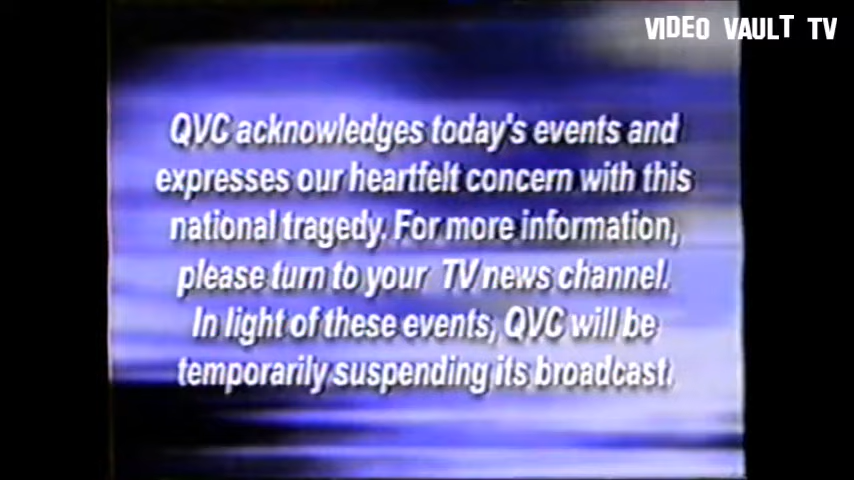 VIDEO VAULT TV
QVC acknowledges today's events and
expresses our heartfelt concern with this
national tragedy. For more information,
please turn to your TV news channel.
In light of these events, QVC will be
temporarily suspending its broadcast.